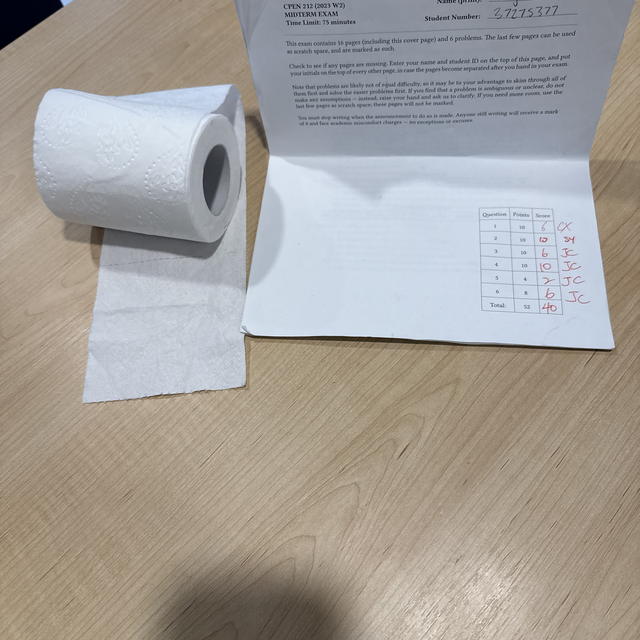 CPEN 212 (2023 W2)
MIDTERM EXAM
Time Limit: 75 minutes
Name (print):
Student Number: 37275377
This exam contains 16 pages (including this cover page) and 6 problems. The last few pages can be used
as scratch space, and are marked as such.
Check to see if any pages are missing. Enter your name and student ID on the top of this page, and put
your initials on the top of every other page, in case the pages become separated after you hand in your exam.
Note that problems are likely not of equal difficulty, so it may be to your advantage to skim through all of
them first and solve the easier problems first. If you find that a problem is ambiguous or unclear, do not
make any assumptions — instead, raise your hand and ask us to clarify. If you need more room, use the
last few pages as scratch space; these pages will not be marked.
You must stop writing when the announcement to do so is made. Anyone still writing will receive a mark
of 0 and face academic misconduct charges — no exceptions or excuses.
Question Points Score
1 10 6
2 10 10
10 6 JC
4 10 10 JC
5 4 2 JC
6 6 JC
Total: 52 40